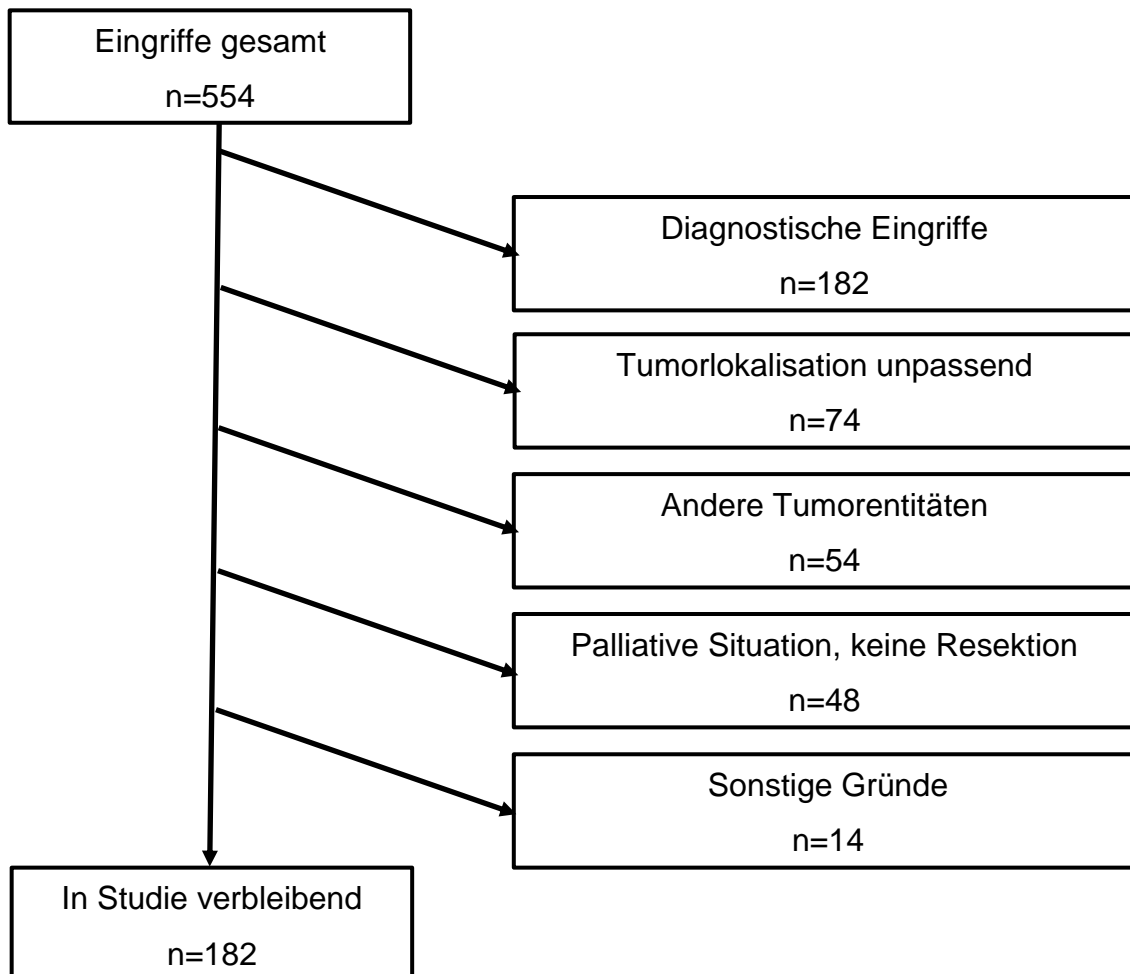 Eingriffe gesamt
n=554
Diagnostische Eingriffe
n=182
Tumorlokalisation unpassend
n=74
Andere Tumorentitäten
n=54
Palliative Situation, keine Resektion
n=48
Sonstige Gründe
n=14
In Studie verbleibend
n=182